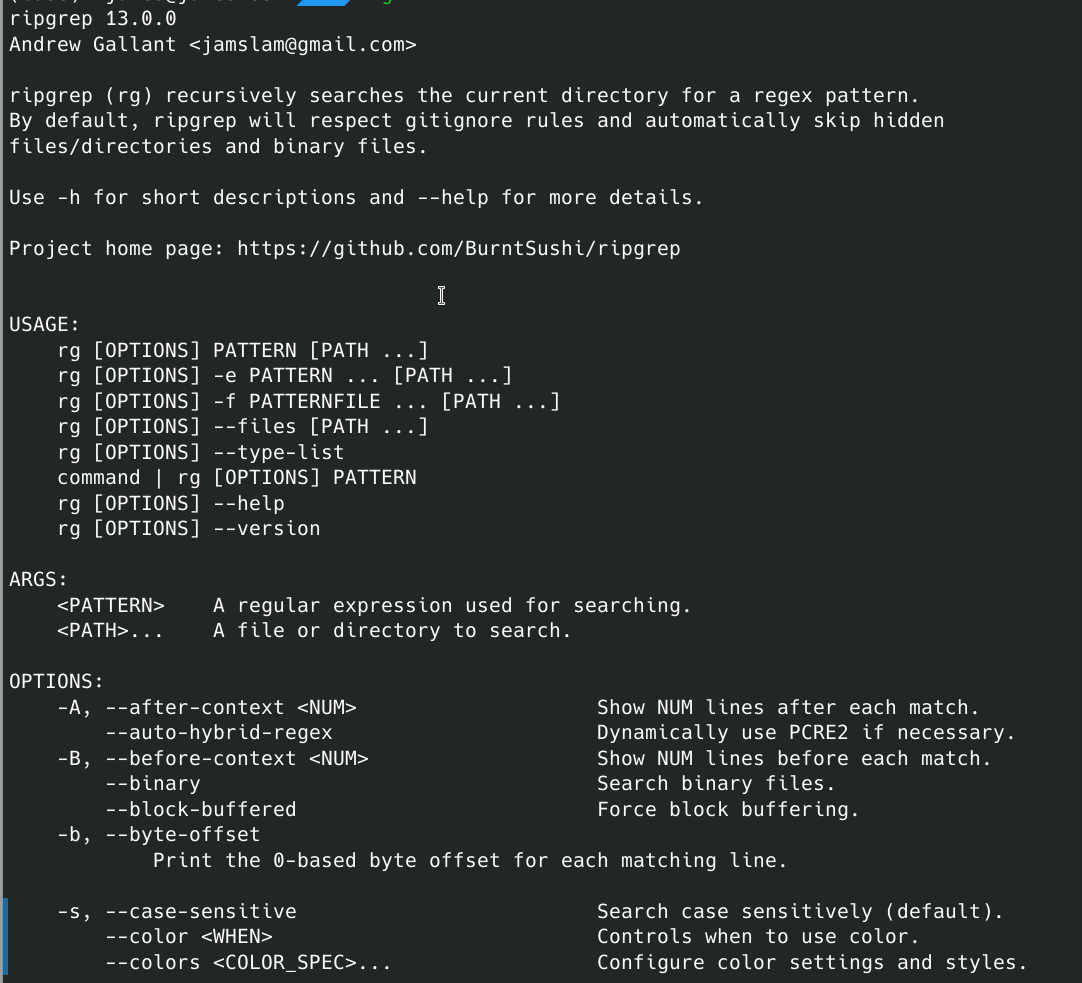 ripgrep 13.0.0
Andrew Gallant <jamslam@gmail.com>
ripgrep (rg) recursively searches the current directory for a regex pattern.
By default, ripgrep will respect gitignore rules and automatically skip hidden
files/directories and binary files.
Use -h for short descriptions and --help for more details.
Project home page: https://github.com/BurntSushi/ripgrep
USAGE:
    rg [OPTIONS] PATTERN [PATH ...]
    rg [OPTIONS] -e PATTERN ... [PATH ...]
    rg [OPTIONS] -f PATTERNFILE ... [PATH ...]
    rg [OPTIONS] --files [PATH ...]
    rg [OPTIONS] --type-list
    command | rg [OPTIONS] PATTERN
    rg [OPTIONS] --help
    rg [OPTIONS] --version
ARGS:
    <PATTERN>    A regular expression used for searching.
    <PATH>...    A file or directory to search.
OPTIONS:
    -A, --after-context <NUM>                    Show NUM lines after each match.
        --auto-hybrid-regex                      Dynamically use PCRE2 if necessary.
    -B, --before-context <NUM>                   Show NUM lines before each match.
        --binary                                 Search binary files.
        --block-buffered                         Force block buffering.
    -b, --byte-offset
            Print the 0-based byte offset for each matching line.
    -s, --case-sensitive                         Search case sensitively (default).
        --color <WHEN>                           Controls when to use color.
        --colors <COLOR_SPEC>...                 Configure color settings and styles.